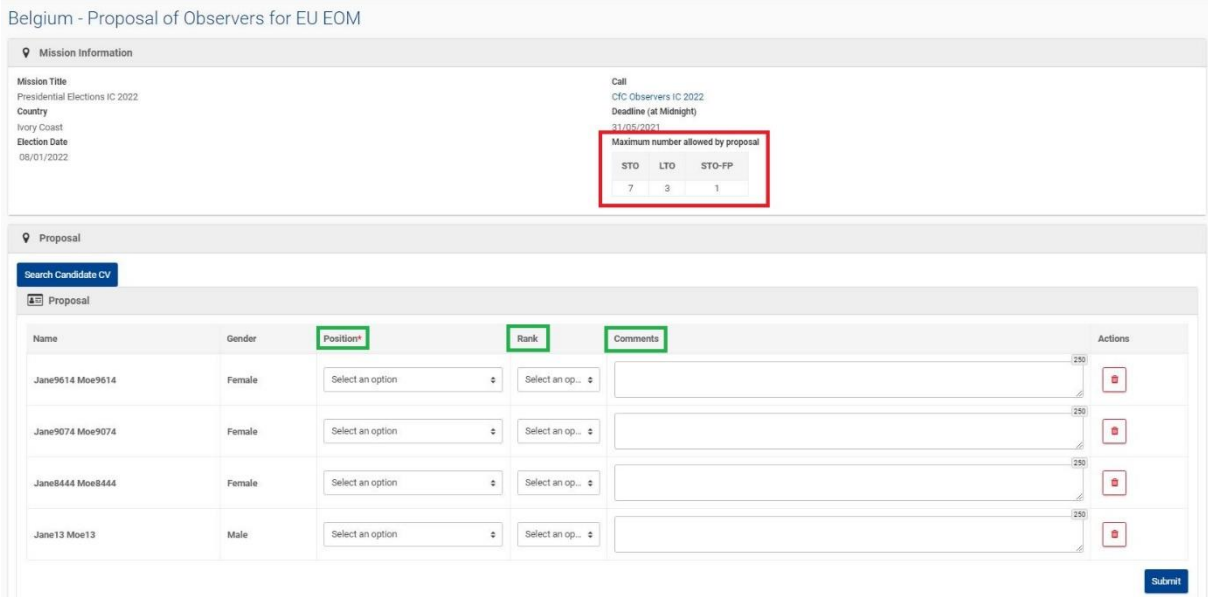 Belgium - Proposal of Observers for EU EOM
Mission Information
Mission Title
Presidential Elections IC 2022
Country
Ivory Coast
Election Date
08/01/2022
Call
CfC Observers IC 2022
Deadline (at Midnight)
31/05/2021
Maximum number allowed by proposal
STO LTO STO-FP
7 3 1
Proposal
Search Candidate CV
Proposal
Name Gender Position* Rank Comments Actions
250
Jane9614 Moe9614 Female Select an option Select an op...
250
Jane9074 Moe9074 Female Select an option Select an op...
250
Jane8444 Moe8444 Female Select an option Select an op...
250
Jane13 Moe13 Male Select an option Select an op...
Submit